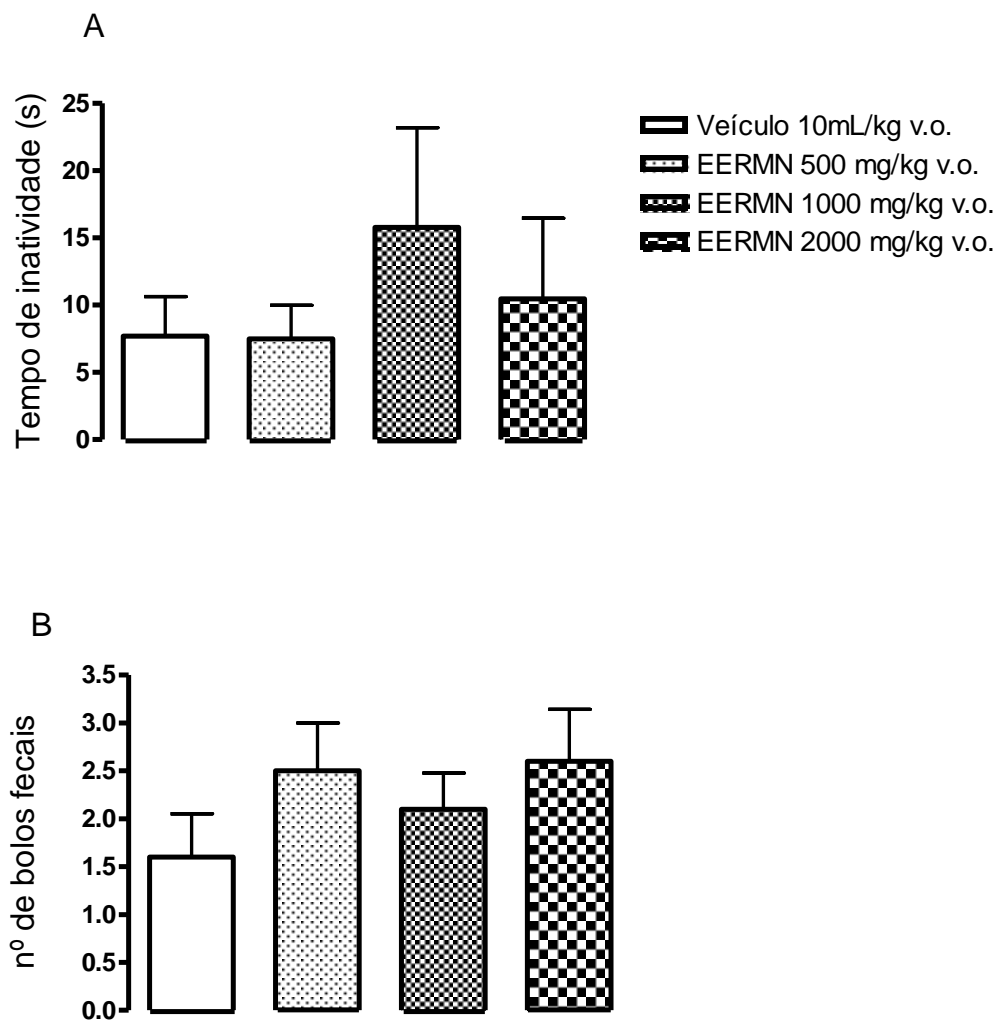 A
Tempo de inatividade (s)
25
20
15
10
5
0
Veículo 10mL/kg v.o.
EERMN 500 mg/kg v.o.
EERMN 1000 mg/kg v.o.
EERMN 2000 mg/kg v.o.
B
nº de bolos fecais
3.5
3.0
2.5
2.0
1.5
1.0
0.5
0.0